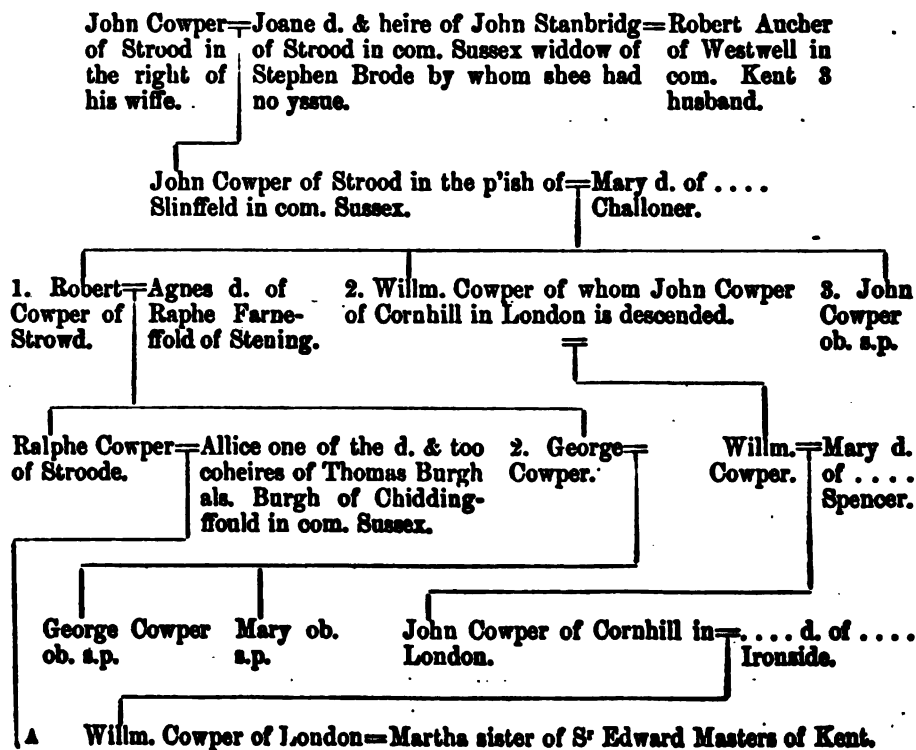 John Cowper=Joane d. & heire of John Stanbridg=Robert Aucher
of Strood in of Strood in com. Sussex widdow of of Westwell in
the right of Stephen Brode by whom shee had com. Kent 3
his wiffe. no yssue. husband.
John Cowper of Strood in the p'ish of=Mary d. of ....
Slinffeld in com. Sussex. Challoner.
1. Robert=Agnes d. of 2. Willm. Cowper of whom John Cowper 3. John
Cowper of Raphe Farne- of Cornhill in London is descended. Cowper
Strowd. ffold of Stening. = ob. s.p.
Ralphe Cowper=Allice one of the d. & too 2. George= Willm.=Mary d.
of Stroode. coheires of Thomas Burgh Cowper. Cowper. of ....
als. Burgh of Chidding- Spencer.
ffould in com. Sussex.
George Cowper Mary ob. John Cowper of Cornhill in=.... d. of ....
ob. s.p. s.p. London. Ironside.
A Willm. Cowper of London=Martha sister of Sr Edward Masters of Kent.